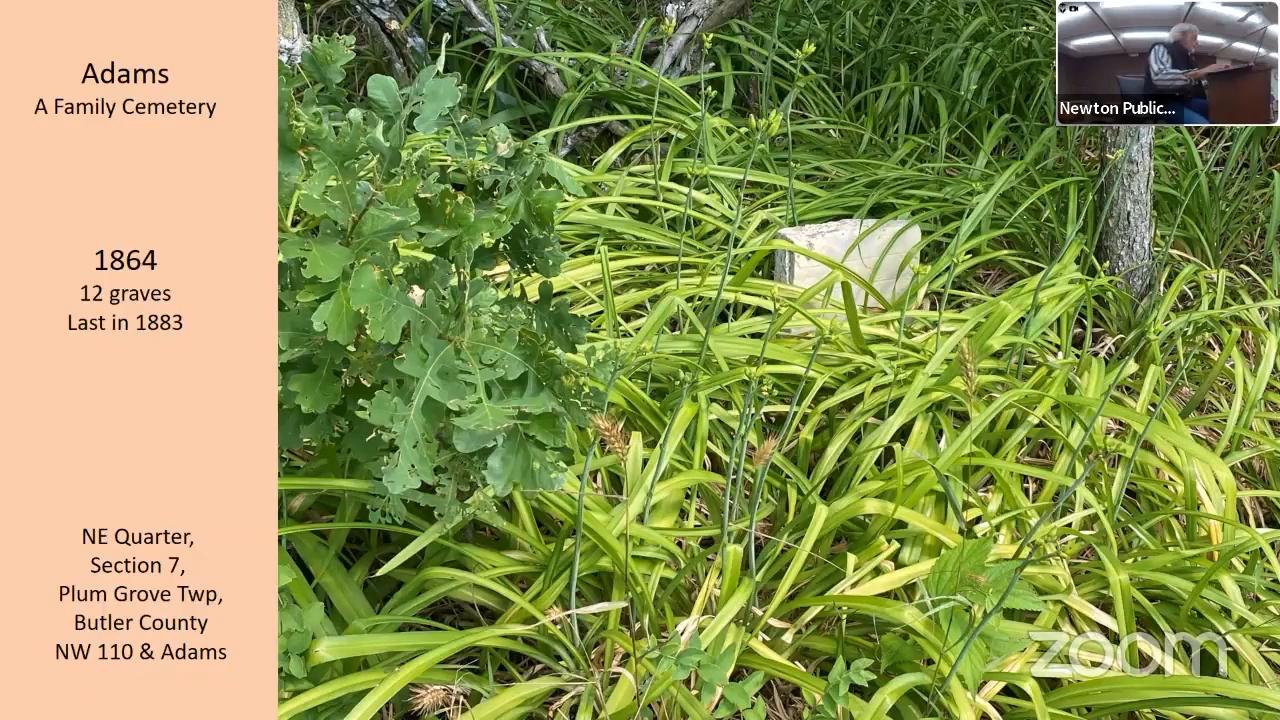 Adams
A Family Cemetery
1864
12 graves
Last in 1883
NE Quarter,
Section 7,
Plum Grove Twp,
Butler County
NW 110 & Adams
Newton Public...
zoom